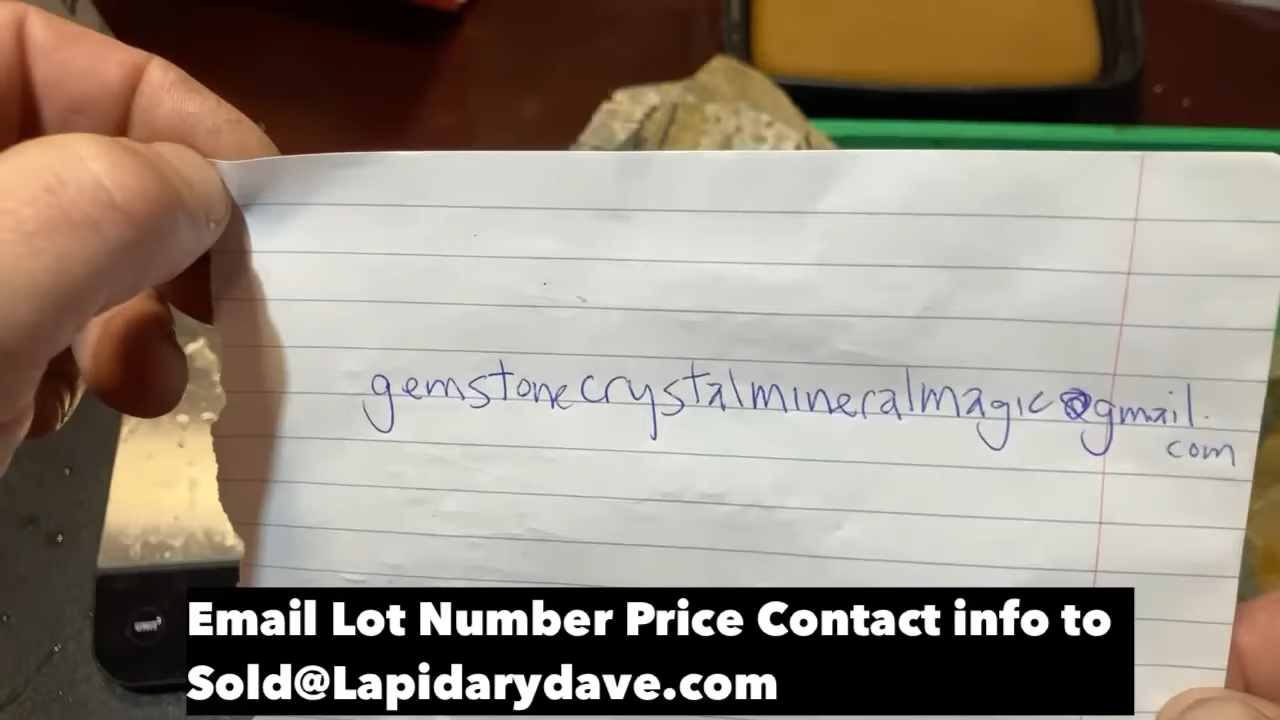 gemstonecrystalmineralmagic@gmail.
com
Email Lot Number Price Contact info to
Sold@Lapidarydave.com